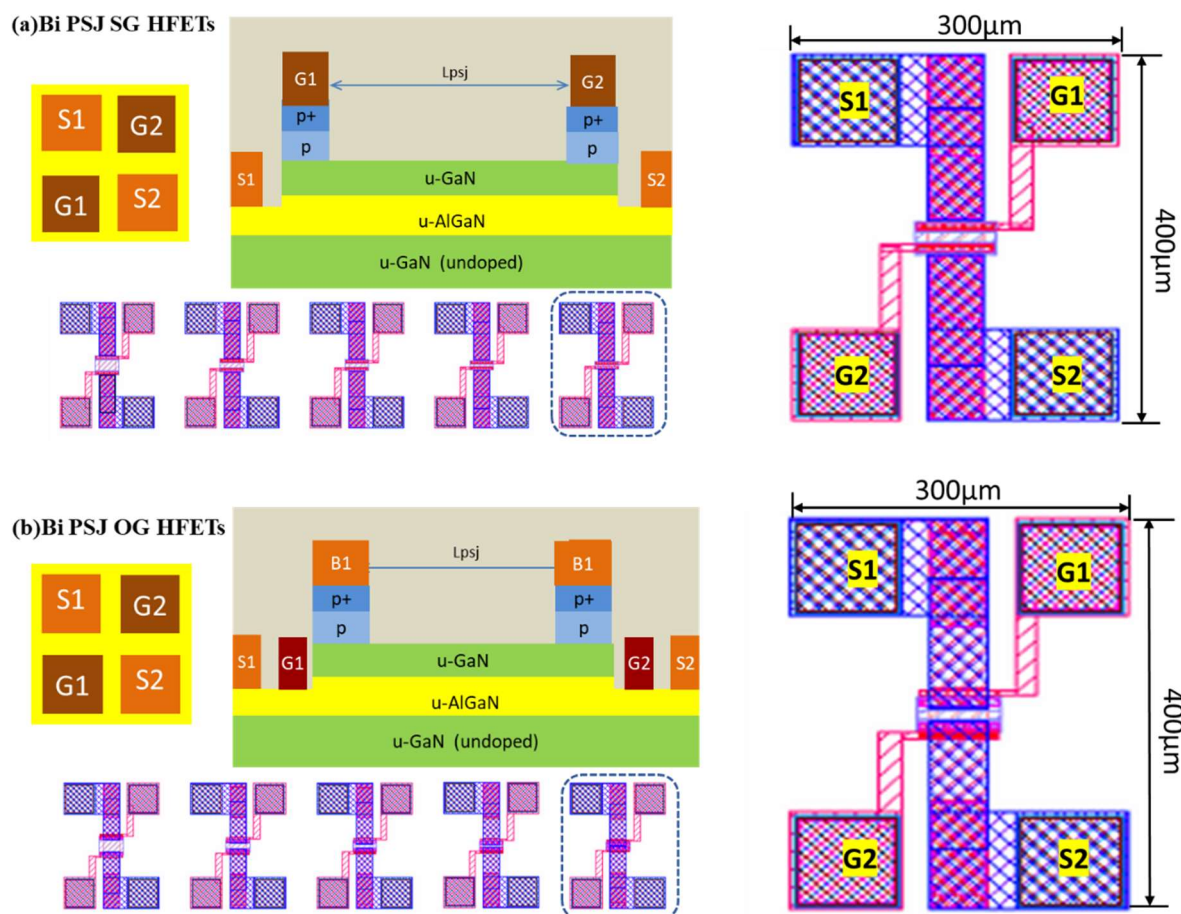 (a)Bi PSJ SG HFETs
S1
G2
G1
S2
G1
Lpsj
G2
p+
p+
p
p
S1
S2
u-GaN
u-AlGaN
u-GaN (undoped)
300μm
S1
G1
400μm
G2
S2
(b)Bi PSJ OG HFETs
S1
G2
G1
S2
B1
Lpsj
B1
p+
p+
p
p
S1
G1
G2
S2
u-GaN
u-AlGaN
u-GaN (undoped)
300μm
S1
G1
400μm
G2
S2